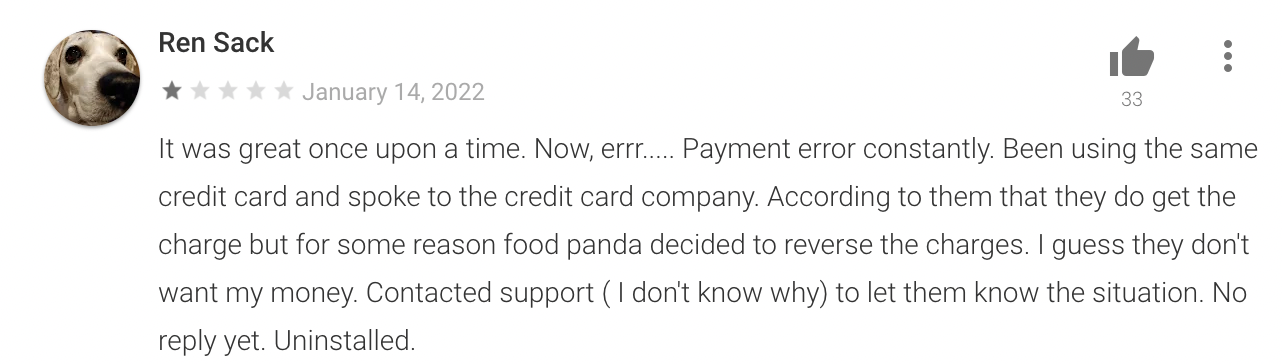 Ren Sack
January 14, 2022
33
It was great once upon a time. Now, errr..... Payment error constantly. Been using the same
credit card and spoke to the credit card company. According to them that they do get the
charge but for some reason food panda decided to reverse the charges. I guess they don't
want my money. Contacted support ( I don't know why) to let them know the situation. No
reply yet. Uninstalled.